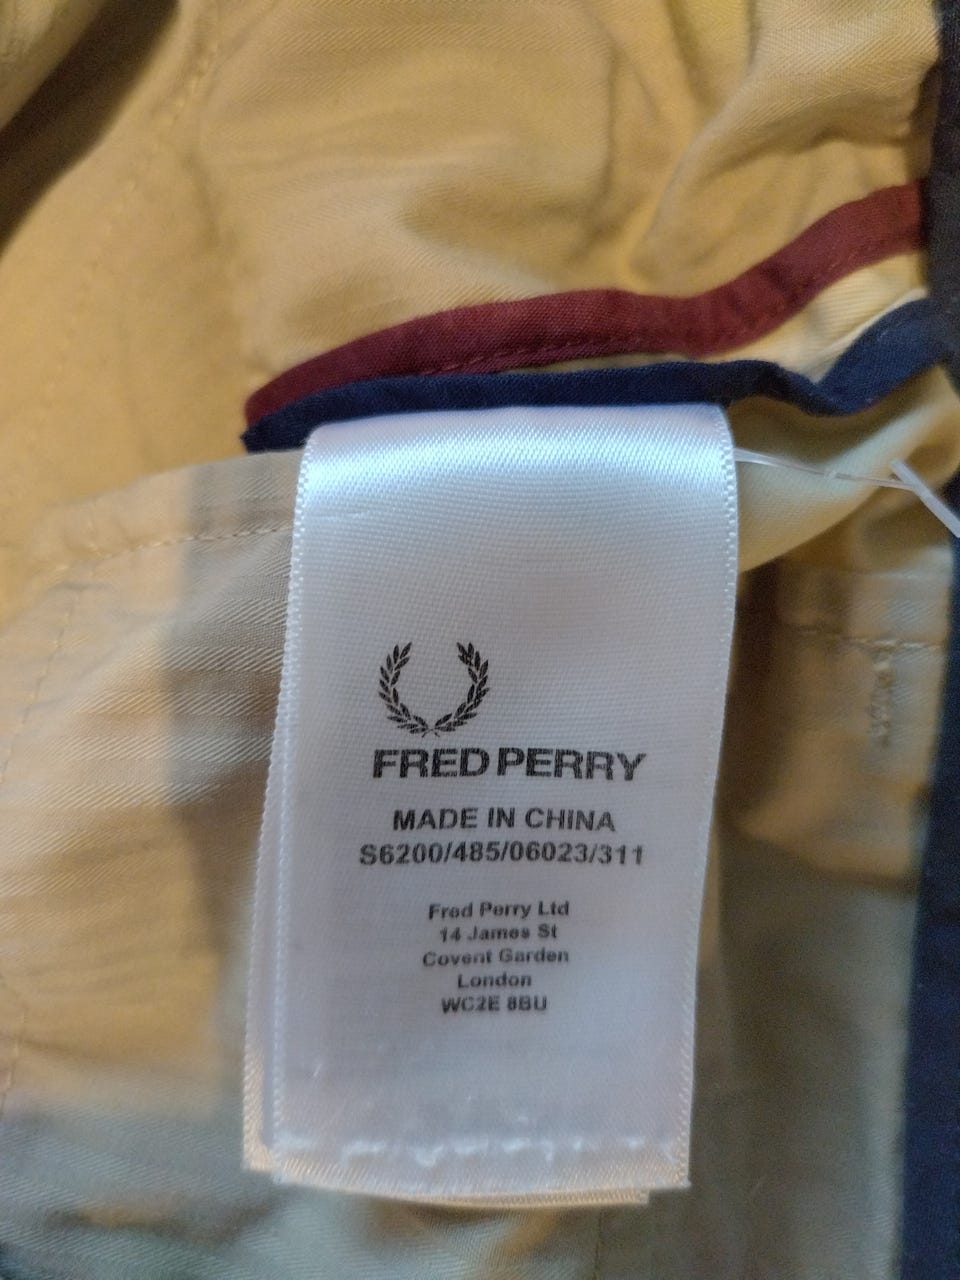 FRED PERRY
MADE IN CHINA
S6200/485/06023/311
Fred Perry Ltd
14 James St
Covent Garden
London
WC2E 8BU